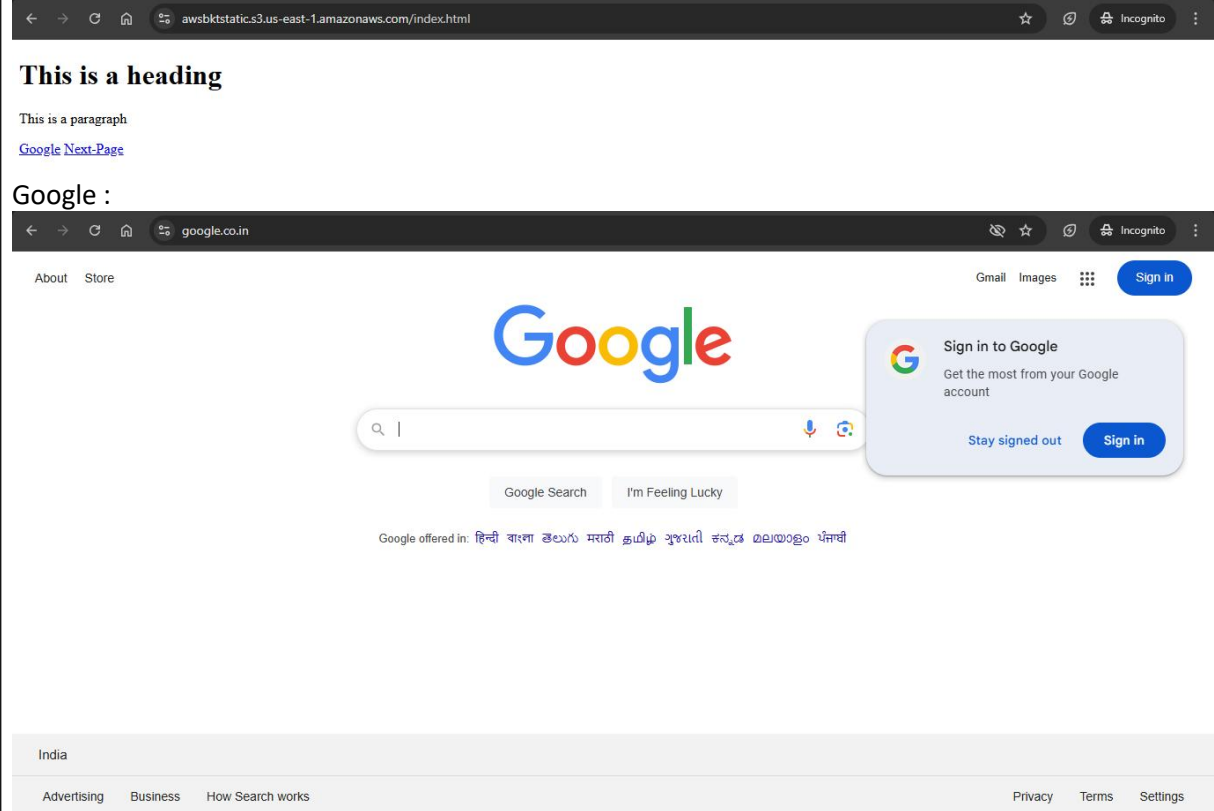 awsbktstatic.s3.us-east-1.amazonaws.com/index.html Incognito
This is a heading
This is a paragraph
Google Next-Page
Google :
google.co.in Incognito
About Store Gmail Images Sign in
Google
Sign in to Google
Get the most from your Google
account
Stay signed out Sign in
Google Search I'm Feeling Lucky
Google offered in: हिन्दी বাংলা తెలుగు मराठी தமிழ் ગુજરાતી ಕನ್ನಡ മലയാളം ਪੰਜਾਬੀ
India
Advertising Business How Search works Privacy Terms Settings